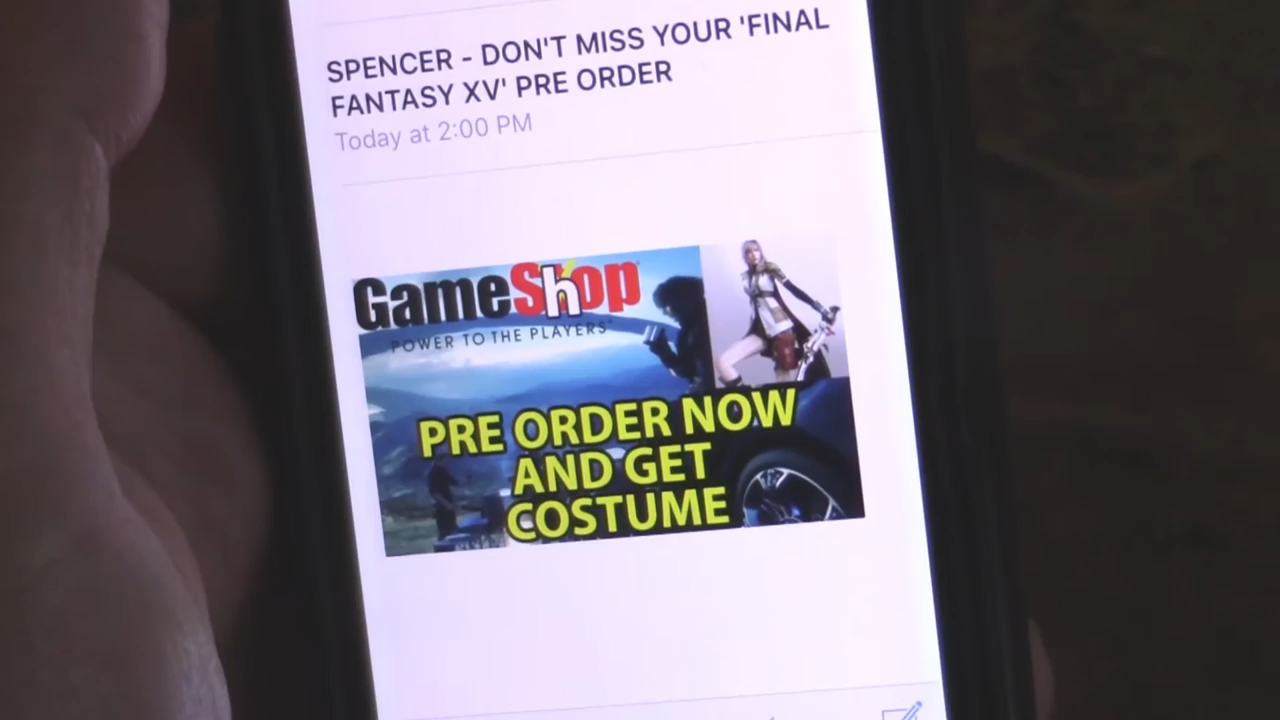 SPENCER - DON'T MISS YOUR 'FINAL
FANTASY XV' PRE ORDER
Today at 2:00 PM
GameShop
POWER TO THE PLAYERS
PRE ORDER NOW
AND GET
COSTUME